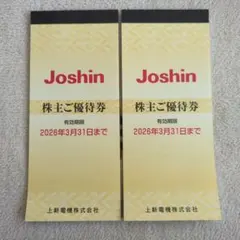 Joshin
株主ご優待券
有効期限
2026年3月31日まで
上新電機株式会社
Joshin
株主ご優待券
有効期限
2026年3月31日まで
上新電機株式会社